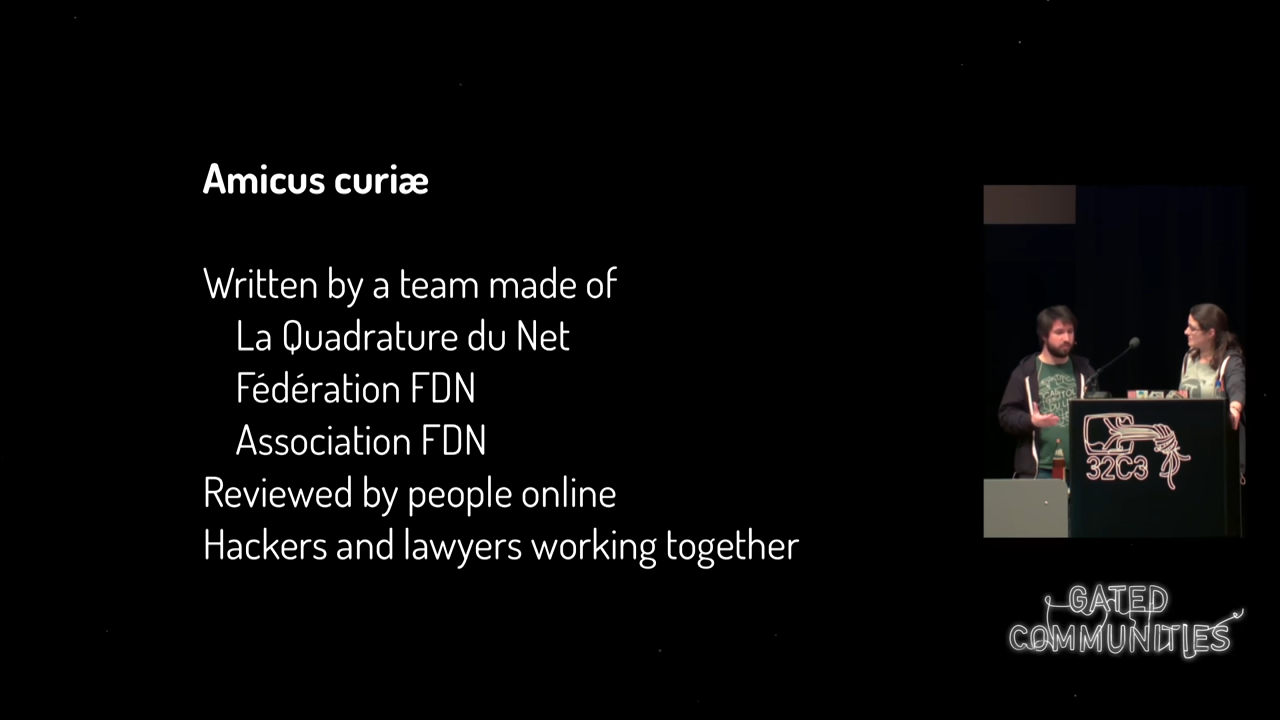 Amicus curiæ
Written by a team made of
La Quadrature du Net
Fédération FDN
Association FDN
Reviewed by people online
Hackers and lawyers working together
32C3
GATED
COMMUNITIES